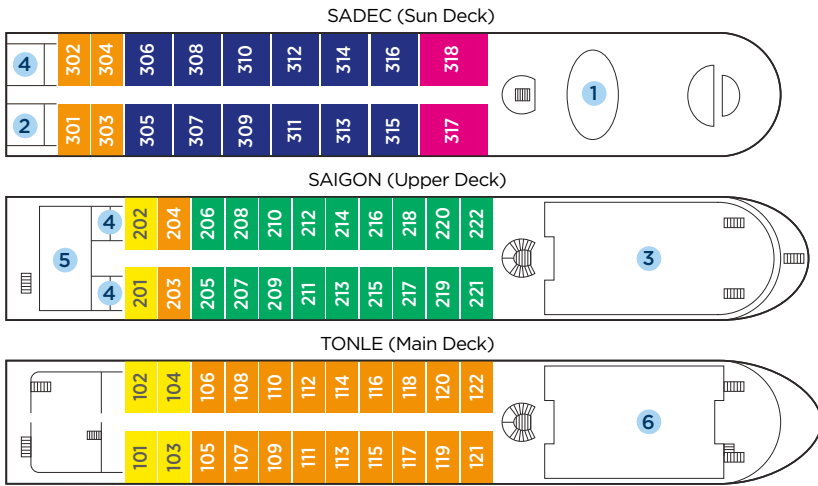 SADEC (Sun Deck)
4 302 304 306 308 310 312 314 316 318
1
2 301 303 305 307 309 311 313 315 317
SAIGON (Upper Deck)
4 202 204 206 208 210 212 214 216 218 220 222
5 3
4 201 203 205 207 209 211 213 215 217 219 221
TONLE (Main Deck)
102 104 106 108 110 112 114 116 118 120 122
6
101 103 105 107 109 111 113 115 117 119 121